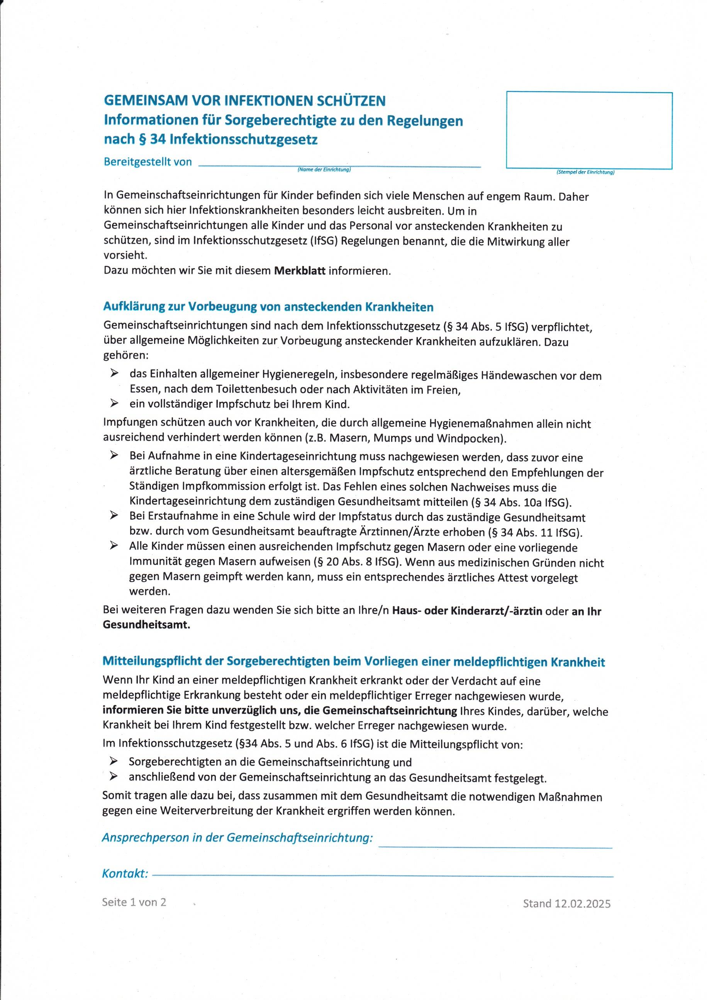 GEMEINSAM VOR INFEKTIONEN SCHÜTZEN
Informationen für Sorgeberechtigte zu den Regelungen
nach § 34 Infektionsschutzgesetz
Bereitgestellt von
(Name der Einrichtung)
(Stempel der Einrichtung)
In Gemeinschaftseinrichtungen für Kinder befinden sich viele Menschen auf engem Raum. Daher
können sich hier Infektionskrankheiten besonders leicht ausbreiten. Um in
Gemeinschaftseinrichtungen alle Kinder und das Personal vor ansteckenden Krankheiten zu
schützen, sind im Infektionsschutzgesetz (IfSG) Regelungen benannt, die die Mitwirkung aller
vorsieht.
Dazu möchten wir Sie mit diesem Merkblatt informieren.
Aufklärung zur Vorbeugung von ansteckenden Krankheiten
Gemeinschaftseinrichtungen sind nach dem Infektionsschutzgesetz (§ 34 Abs. 5 IfSG) verpflichtet,
über allgemeine Möglichkeiten zur Vorbeugung ansteckender Krankheiten aufzuklären. Dazu
gehören:
➢ das Einhalten allgemeiner Hygieneregeln, insbesondere regelmäßiges Händewaschen vor dem
Essen, nach dem Toilettenbesuch oder nach Aktivitäten im Freien,
➢ ein vollständiger Impfschutz bei Ihrem Kind.
Impfungen schützen auch vor Krankheiten, die durch allgemeine Hygienemaßnahmen allein nicht
ausreichend verhindert werden können (z.B. Masern, Mumps und Windpocken).
➢ Bei Aufnahme in eine Kindertageseinrichtung muss nachgewiesen werden, dass zuvor eine
ärztliche Beratung über einen altersgemäßen Impfschutz entsprechend den Empfehlungen der
Ständigen Impfkommission erfolgt ist. Das Fehlen eines solchen Nachweises muss die
Kindertageseinrichtung dem zuständigen Gesundheitsamt mitteilen (§ 34 Abs. 10a IfSG).
➢ Bei Erstaufnahme in eine Schule wird der Impfstatus durch das zuständige Gesundheitsamt
bzw. durch vom Gesundheitsamt beauftragte Ärztinnen/Ärzte erhoben (§ 34 Abs. 11 IfSG).
➢ Alle Kinder müssen einen ausreichenden Impfschutz gegen Masern oder eine vorliegende
Immunität gegen Masern aufweisen (§ 20 Abs. 8 IfSG). Wenn aus medizinischen Gründen nicht
gegen Masern geimpft werden kann, muss ein entsprechendes ärztliches Attest vorgelegt
werden.
Bei weiteren Fragen dazu wenden Sie sich bitte an Ihre/n Haus- oder Kinderarzt/-ärztin oder an Ihr
Gesundheitsamt.
Mitteilungspflicht der Sorgeberechtigten beim Vorliegen einer meldepflichtigen Krankheit
Wenn Ihr Kind an einer meldepflichtigen Krankheit erkrankt oder der Verdacht auf eine
meldepflichtige Erkrankung besteht oder ein meldepflichtiger Erreger nachgewiesen wurde,
informieren Sie bitte unverzüglich uns, die Gemeinschaftseinrichtung Ihres Kindes, darüber, welche
Krankheit bei Ihrem Kind festgestellt bzw. welcher Erreger nachgewiesen wurde.
Im Infektionsschutzgesetz (§34 Abs. 5 und Abs. 6 IfSG) ist die Mitteilungspflicht von:
➢ Sorgeberechtigten an die Gemeinschaftseinrichtung und
➢ anschließend von der Gemeinschaftseinrichtung an das Gesundheitsamt festgelegt.
Somit tragen alle dazu bei, dass zusammen mit dem Gesundheitsamt die notwendigen Maßnahmen
gegen eine Weiterverbreitung der Krankheit ergriffen werden können.
Ansprechperson in der Gemeinschaftseinrichtung:
Kontakt:
Seite 1 von 2
Stand 12.02.2025